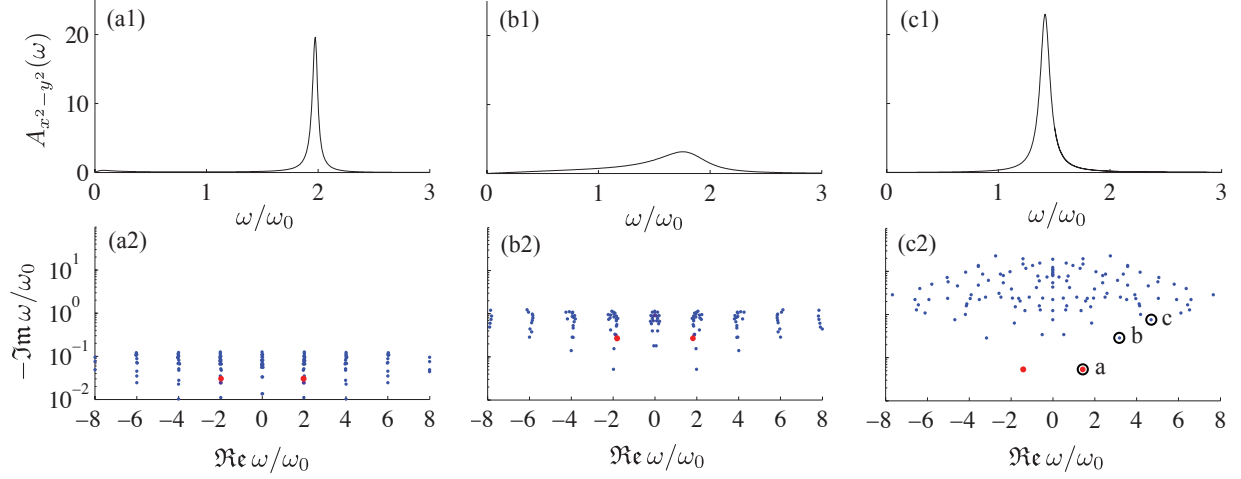 (a1) (b1) (c1)
20
10
0
A_{x^2−y^2}(ω)
0 1 2 3
0 1 2 3
0 1 2 3
ω/ω_0 ω/ω_0 ω/ω_0
(a2) (b2) (c2)
10^1
10^0
10^{−1}
10^{−2}
−ℑm ω/ω_0
c
b
a
−8 −6 −4 −2 0 2 4 6 8
−8 −6 −4 −2 0 2 4 6 8
−8 −6 −4 −2 0 2 4 6 8
ℜe ω/ω_0 ℜe ω/ω_0 ℜe ω/ω_0